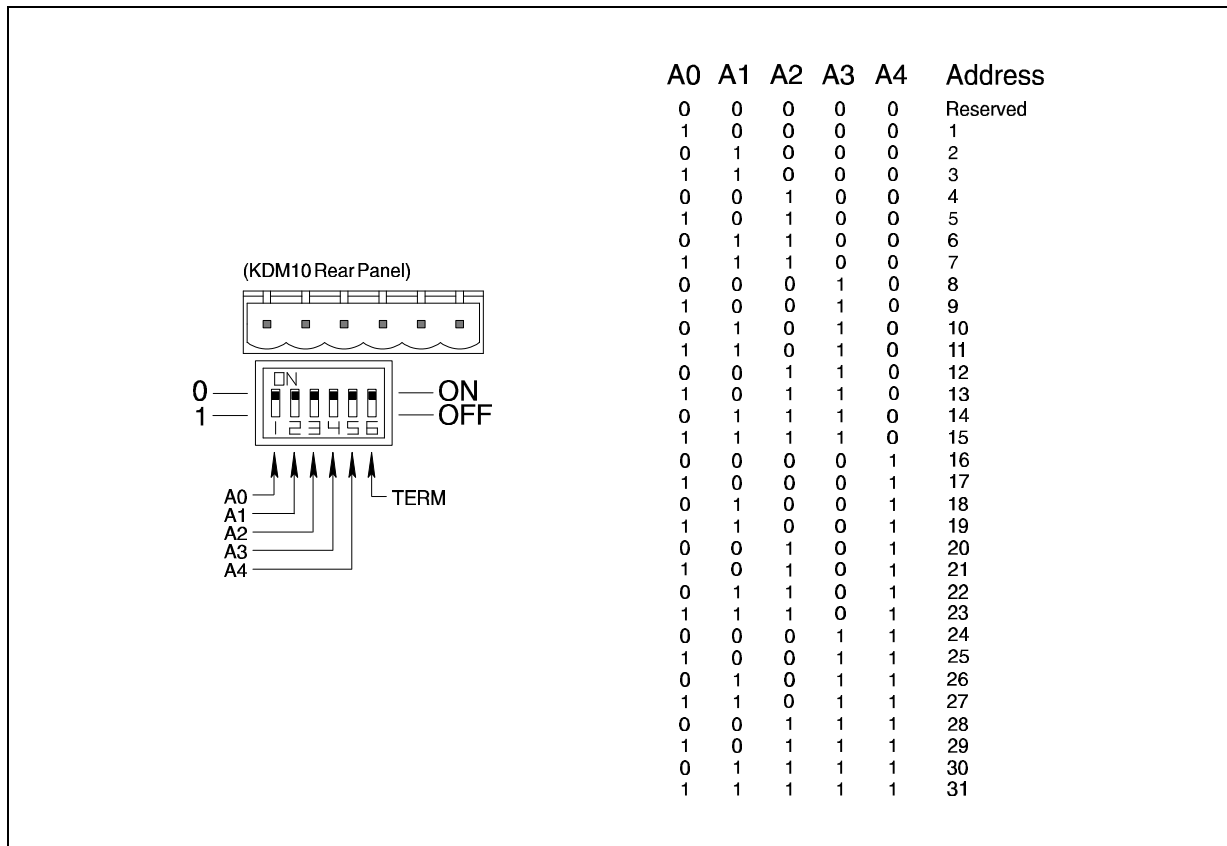 (KDM10 Rear Panel)
ON
0
1
ON
OFF
1 2 3 4 5 6
A0
A1
A2
A3
A4
TERM
A0 A1 A2 A3 A4 Address
0 0 0 0 0 Reserved
1 0 0 0 0 1
0 1 0 0 0 2
1 1 0 0 0 3
0 0 1 0 0 4
1 0 1 0 0 5
0 1 1 0 0 6
1 1 1 0 0 7
0 0 0 1 0 8
1 0 0 1 0 9
0 1 0 1 0 10
1 1 0 1 0 11
0 0 1 1 0 12
1 0 1 1 0 13
0 1 1 1 0 14
1 1 1 1 0 15
0 0 0 0 1 16
1 0 0 0 1 17
0 1 0 0 1 18
1 1 0 0 1 19
0 0 1 0 1 20
1 0 1 0 1 21
0 1 1 0 1 22
1 1 1 0 1 23
0 0 0 1 1 24
1 0 0 1 1 25
0 1 0 1 1 26
1 1 0 1 1 27
0 0 1 1 1 28
1 0 1 1 1 29
0 1 1 1 1 30
1 1 1 1 1 31